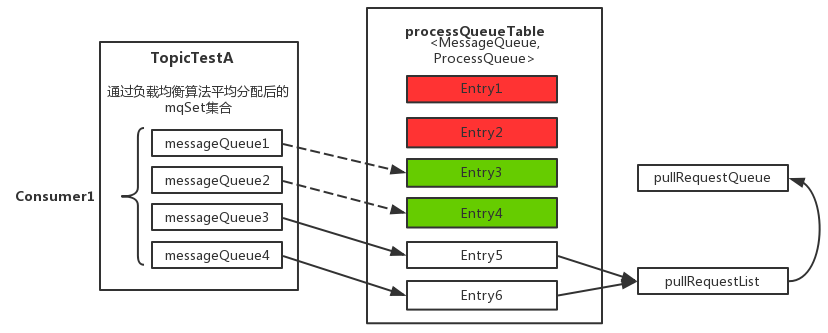 Consumer1
TopicTestA
通过负载均衡算法平均分配后的
mqSet集合
messageQueue1
messageQueue2
messageQueue3
messageQueue4
processQueueTable
<MessageQueue,
ProcessQueue>
Entry1
Entry2
Entry3
Entry4
Entry5
Entry6
pullRequestQueue
pullRequestList